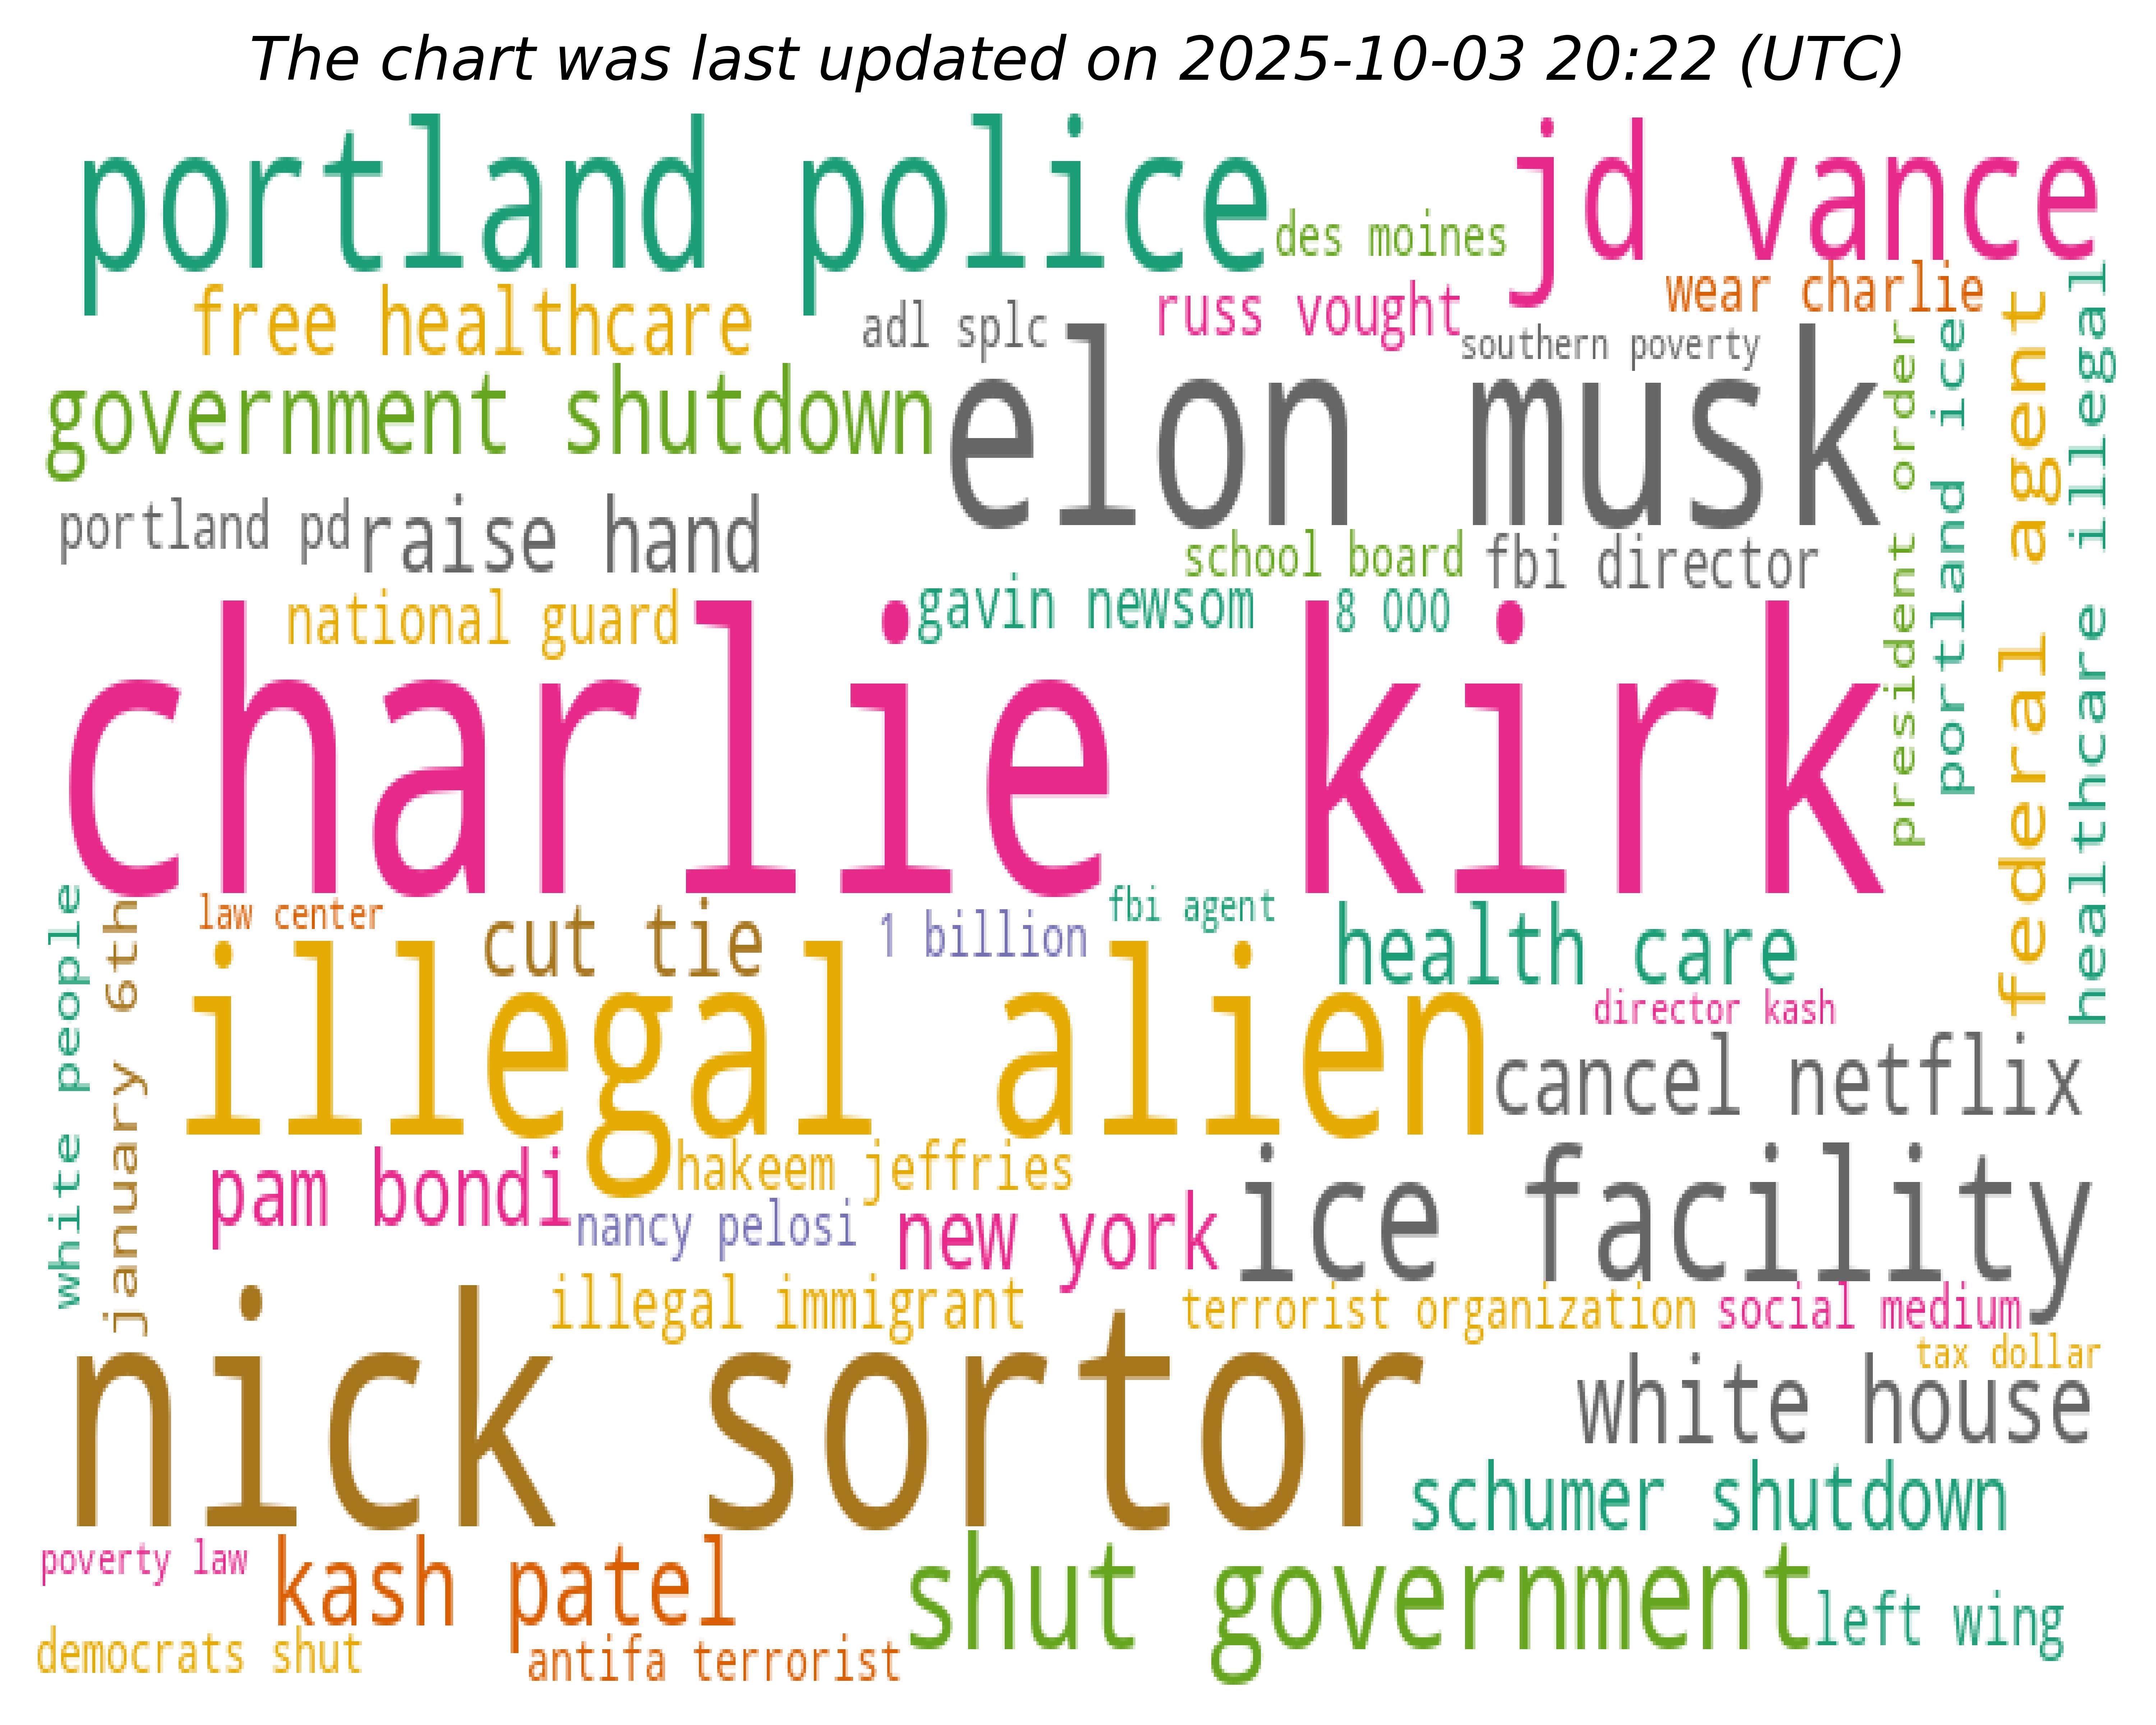 The chart was last updated on 2025-10-03 20:22 (UTC)
portland police
jd vance
des moines
wear charlie
free healthcare
adl splc
russ vought
southern poverty
government shutdown
elon musk
president order
portland ice
federal agent
healthcare illegal
portland pd
raise hand
school board
fbi director
national guard
gavin newsom
8 000
charlie kirk
white people
january 6th
law center
cut tie
1 billion
fbi agent
health care
illegal alien
director kash
cancel netflix
pam bondi
hakeem jeffries
nancy pelosi
new york
ice facility
illegal immigrant
terrorist organization
social medium
nick sortor
tax dollar
white house
schumer shutdown
poverty law
kash patel
shut government
left wing
democrats shut
antifa terrorist